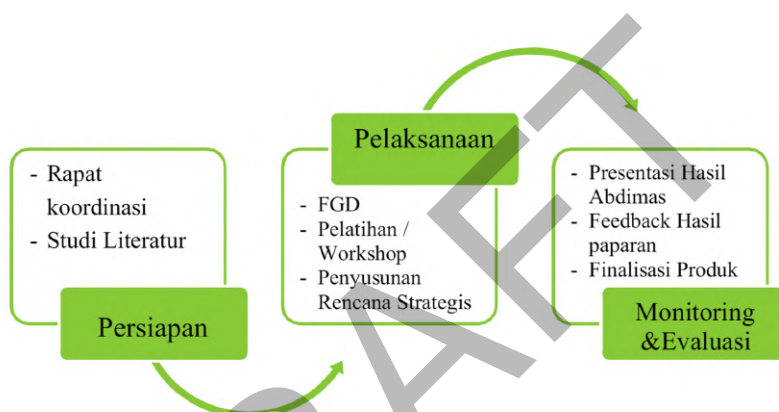 - Rapat
koordinasi
- Studi Literatur
Persiapan
Pelaksanaan
- FGD
- Pelatihan /
Workshop
- Penyusunan
Rencana Strategis
- Presentasi Hasil
Abdimas
- Feedback Hasil
paparan
- Finalisasi Produk
Monitoring
&Evaluasi